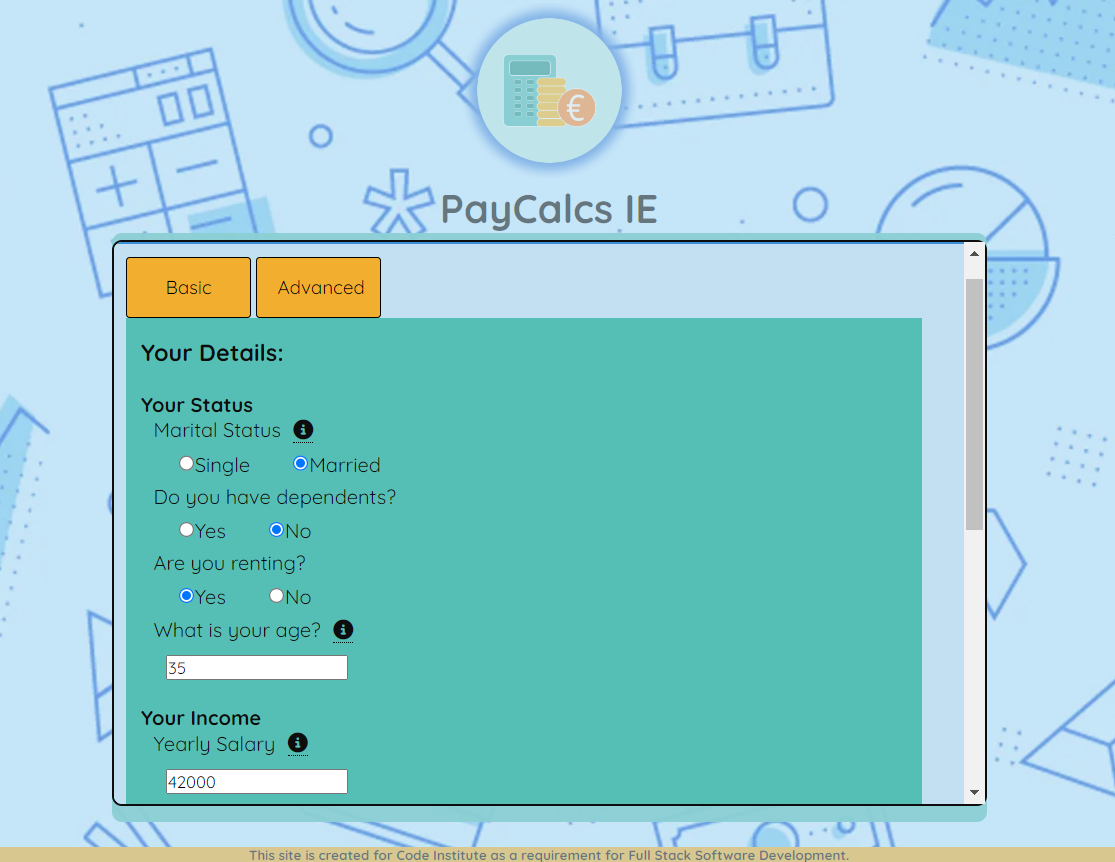 €
PayCalcs IE
Basic Advanced
Your Details:
Your Status
Marital Status i
Single Married
Do you have dependents?
Yes No
Are you renting?
Yes No
What is your age? i
35
Your Income
Yearly Salary i
42000
This site is created for Code Institute as a requirement for Full Stack Software Development.